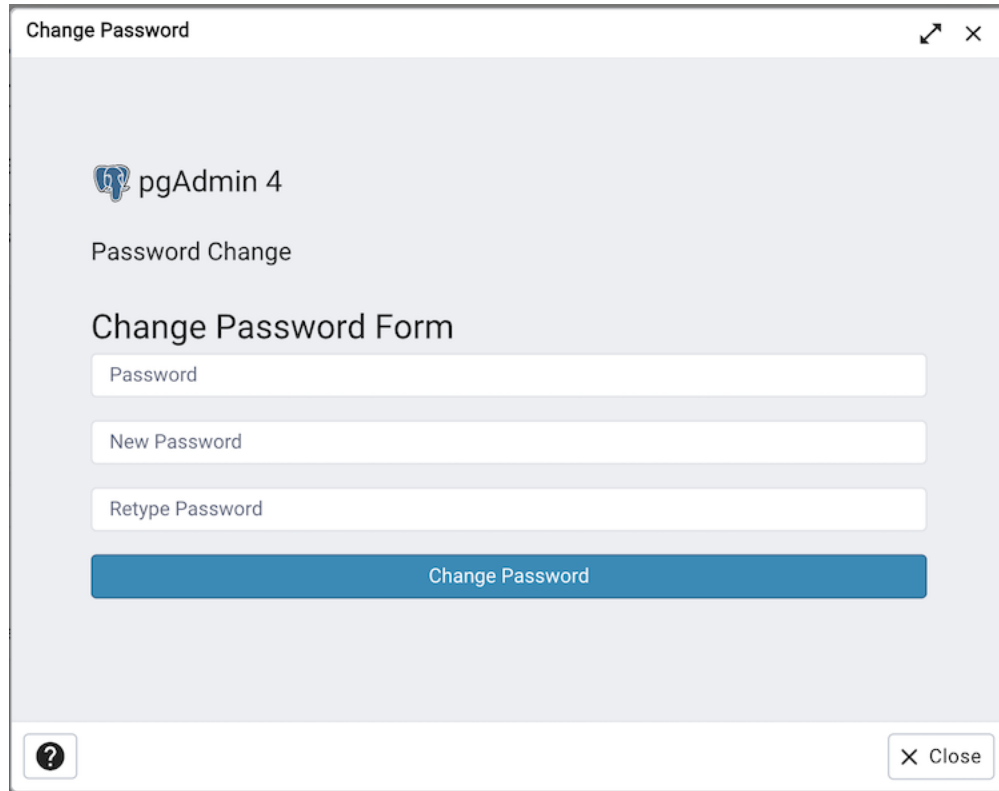 Change Password
pgAdmin 4
Password Change
Change Password Form
Password
New Password
Retype Password
Change Password
?
Close